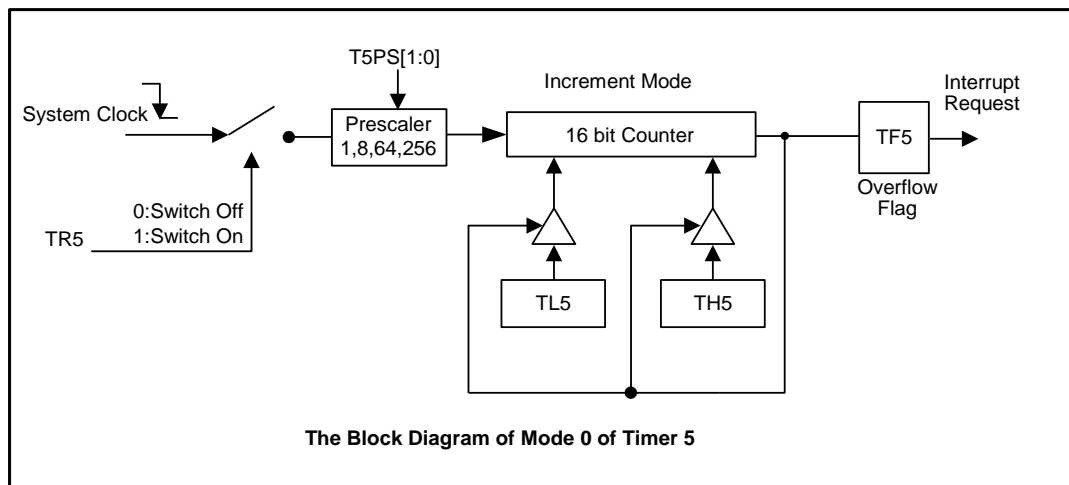 T5PS[1:0]
Increment Mode
Interrupt
Request
System Clock
Prescaler
1,8,64,256
16 bit Counter
TF5
Overflow
Flag
0:Switch Off
1:Switch On
TR5
TL5
TH5
The Block Diagram of Mode 0 of Timer 5